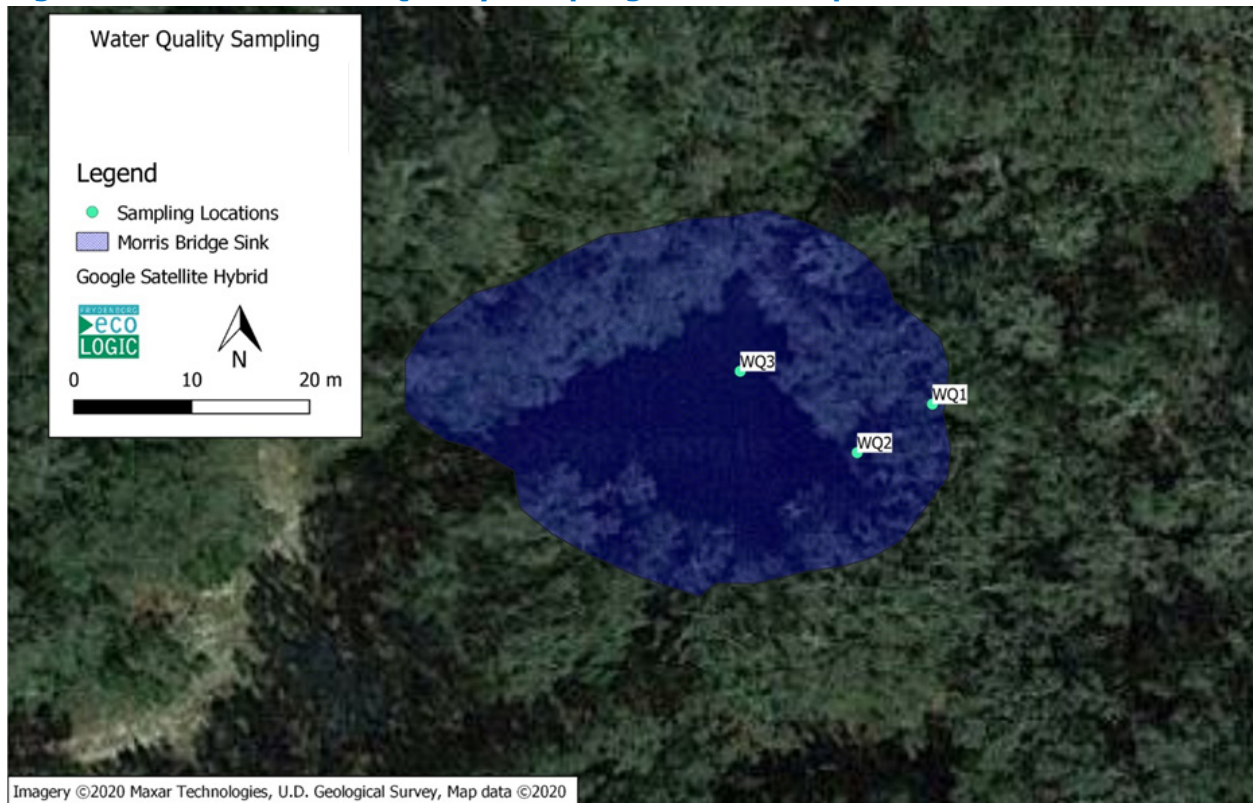 Water Quality Sampling
Legend
Sampling Locations
Morris Bridge Sink
Google Satellite Hybrid
FRYDENBORG
eco
LOGIC
N
0 10 20 m
WQ3
WQ1
WQ2
Imagery ©2020 Maxar Technologies, U.D. Geological Survey, Map data ©2020